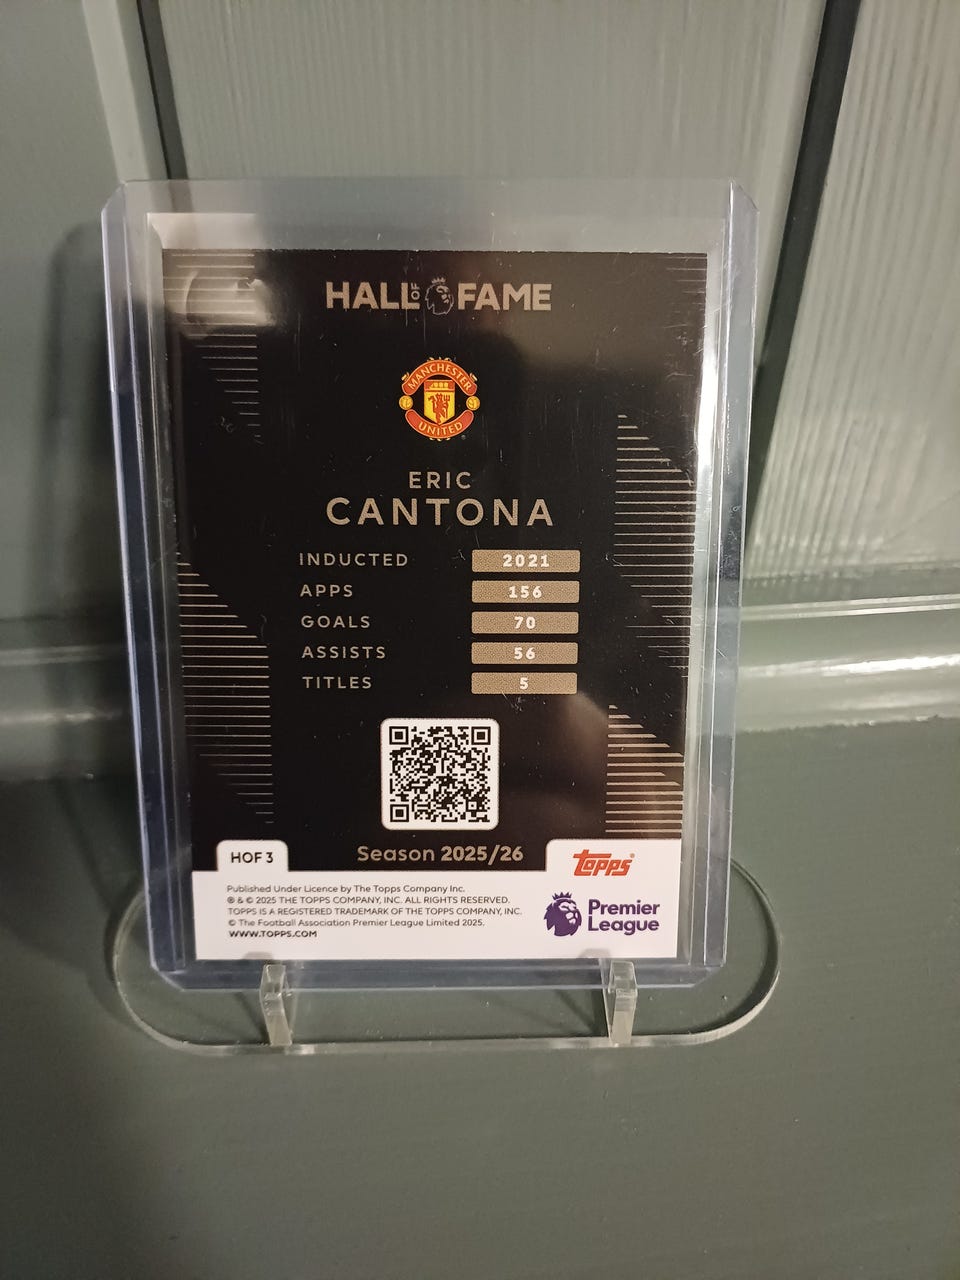 HALL OF FAME
MANCHESTER
UNITED
ERIC
CANTONA
INDUCTED 2021
APPS 156
GOALS 70
ASSISTS 56
TITLES 5
HOF 3
Season 2025/26
topps®
Published Under Licence by The Topps Company Inc.
® & © 2025 THE TOPPS COMPANY, INC. ALL RIGHTS RESERVED.
TOPPS IS A REGISTERED TRADEMARK OF THE TOPPS COMPANY, INC.
© The Football Association Premier League Limited 2025.
WWW.TOPPS.COM
Premier
League